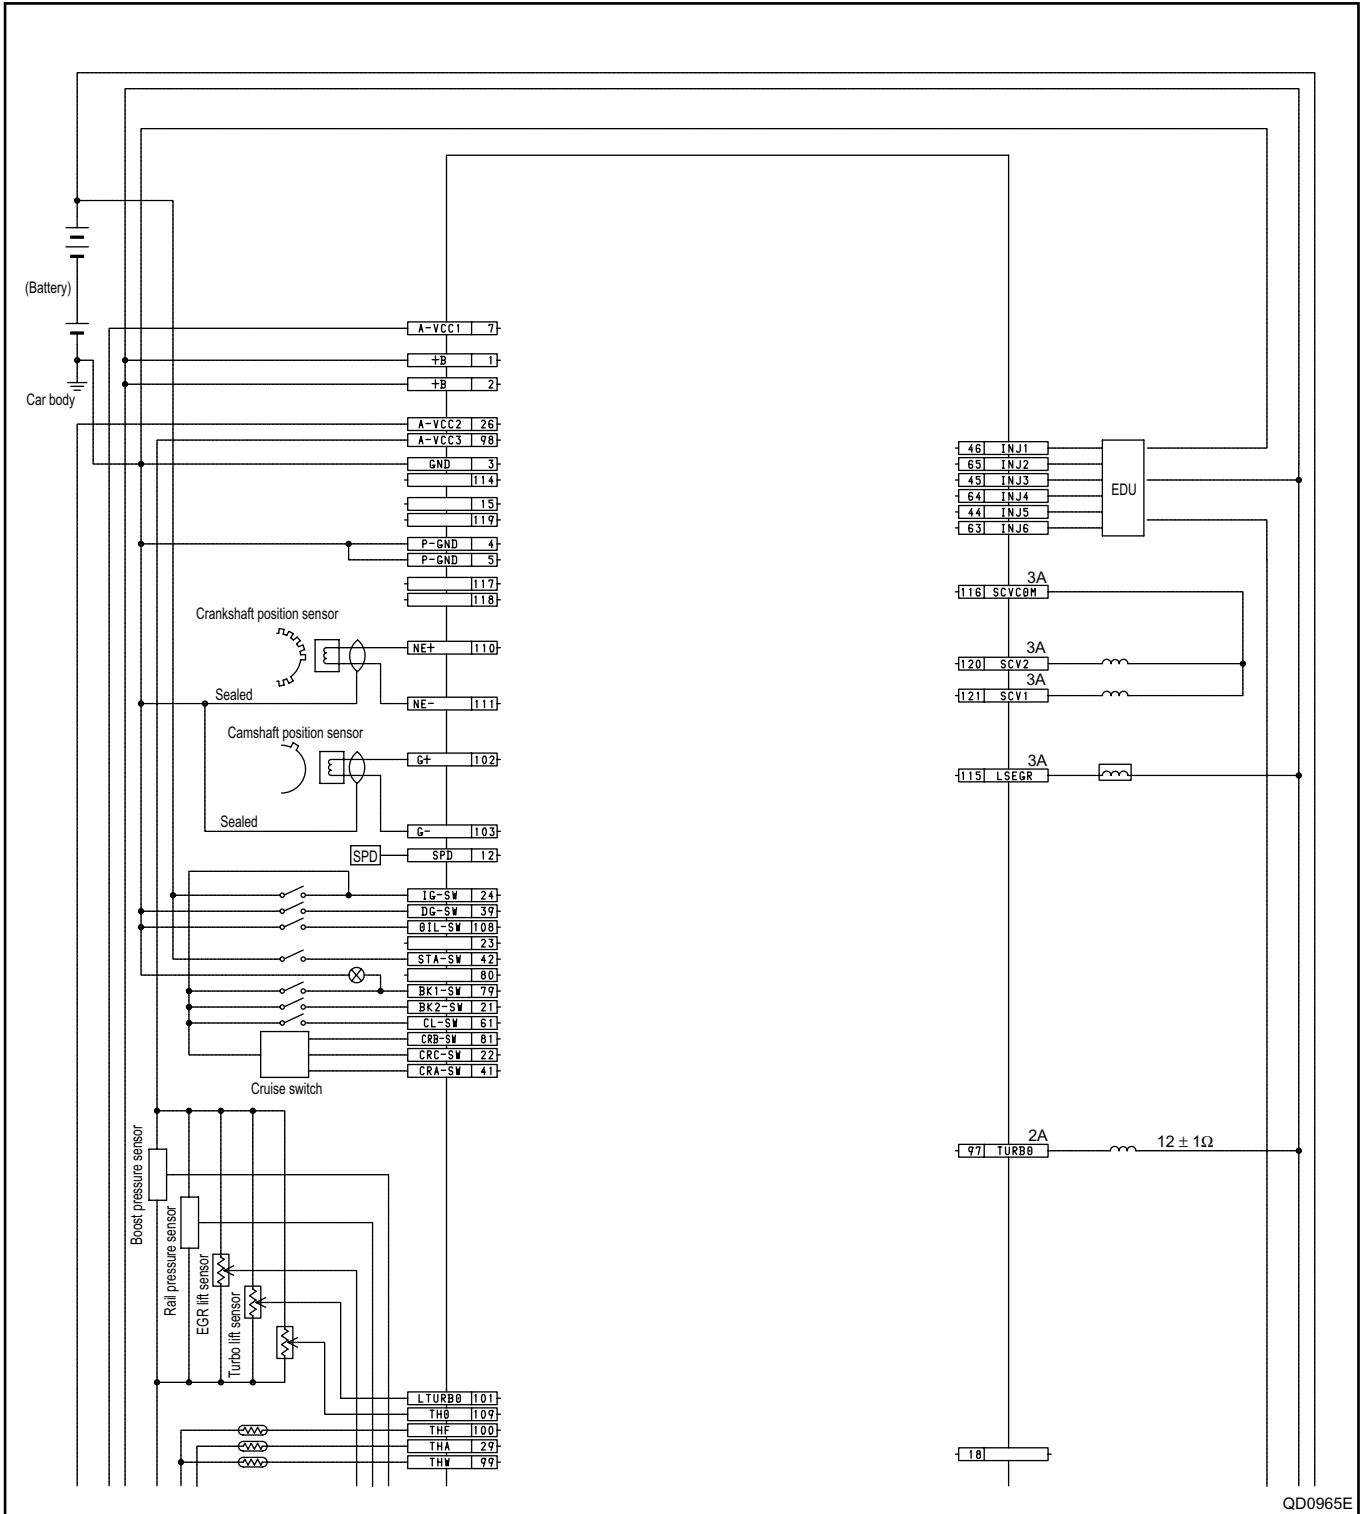 (Battery)
Car body
A-VCC1 7
+B 1
+B 2
A-VCC2 26
A-VCC3 98
GND 3
114
15
119
P-GND 4
P-GND 5
117
118
Crankshaft position sensor
NE+ 110
Sealed
NE- 111
Camshaft position sensor
G+ 102
Sealed
G- 103
SPD SPD 12
IG-SW 24
DG-SW 39
OIL-SW 108
23
STA-SW 42
80
BK1-SW 79
BK2-SW 21
CL-SW 61
CRB-SW 81
CRC-SW 22
CRA-SW 41
Cruise switch
Boost pressure sensor
Rail pressure sensor
EGR lift sensor
Turbo lift sensor
LTURBO 101
THO 109
THF 100
THA 29
THW 99
46 INJ1
65 INJ2
45 INJ3
64 INJ4
44 INJ5
63 INJ6
EDU
3A
116 SCVCOM
3A
120 SCV2
3A
121 SCV1
3A
115 LSEGR
2A
97 TURBO
12 ± 1Ω
18
QD0965E